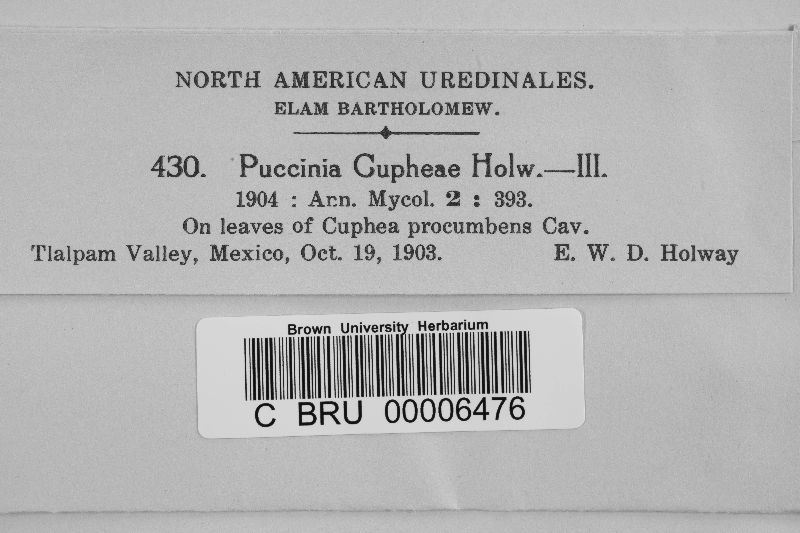 NORTH AMERICAN UREDINALES.
ELAM BARTHOLOMEW.
430. Puccinia Cupheae Holw.—III.
1904 : Ann. Mycol. 2 : 393.
On leaves of Cuphea procumbens Cav.
Tlalpam Valley, Mexico, Oct. 19, 1903. E. W. D. Holway
Brown University Herbarium
C BRU 00006476